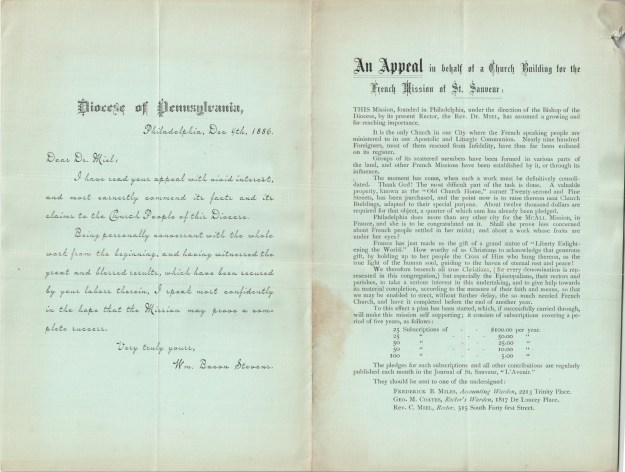 Diocese of Pennsylvania,
Philadelphia, Dec 9th, 1886.
Dear Dr. Miel;
I have read your appeal with vivid interest,
and most earnestly commend its facts and its
claims to the Church People of this Diocese.
Being personally conversant with the whole
work from the beginning, and having witnessed the
great and blessed results, which have been secured
by your labors therein, I speak most confidently
in the hope that the Mission may prove a com-
plete success.
Very truly yours,
Wm. Bacon Stevens.
An Appeal in behalf of a Church Building for the
French Mission of St. Sauveur:
THIS Mission, founded in Philadelphia, under the direction of the Bishop of the
Diocese, by its present Rector, the Rev. Dr. MIEL, has assumed a growing and
far reaching importance.
It is the only Church in our City where the French speaking people are
ministered to in our Apostolic and Liturgic Communion. Nearly nine hundred
Foreigners, most of them rescued from Infidelity, have thus far been enlisted
on its register.
Groups of its scattered members have been formed in various parts of the
land, and other French Missions have been established by it, or through its
influence.
The moment has come, when such a work must be definitively consoli-
dated. Thank God! The most difficult part of the task is done. A valuable
property, known as the "Old Church Home," corner Twenty-second and Pine
Streets, has been purchased, and the point now is to raise thereon neat Church
Buildings, adapted to their special purpose. About twelve thousand dollars are
required for that object, a quarter of which sum has already been pledged.
Philadelphia does more than any other city for the McALL Mission, in
France, and she is to be congratulated on it. Shall she prove less concerned
about French people settled in her midst; and about a work whose fruits are
under her eyes?
France has just made us the gift of a grand statue of "Liberty Enlight-
ening the World." How worthy of us Christians to acknowledge that generous
gift, by holding up to her people the Cross of Him who hung thereon, as the
true light of the human soul, guiding to the haven of eternal rest and peace!
We therefore beseech all true Christians, (for every denomination is rep-
resented in this congregation,) but especially the Episcopalians, their rectors and
parishes, to take a serious interest in this undertaking, and to give help towards
its material completion, according to the measure of their faith and means, so that
we may be enabled to erect, without further delay, the so much needed French
Church, and have it completed before the end of another year.
To this effect a plan has been started, which, if successfully carried through,
will make this mission self supporting; it consists of subscriptions covering a pe-
riod of five years, as follows:
25 Subscriptions of - - - $100.00 per year.
25 " - - - 50.00 "
50 " - - - 25.00 "
50 " - - - 10.00 "
100 " - - - 5.00 "
The pledges for such subscriptions and all other contributions are regularly
published each month in the Journal of St. Sauveur, "L'Avenir."
They should be sent to one of the undersigned:
FREDERICK B. MILES, Accounting Warden, 2213 Trinity Place.
GEO. M. COATES, Rector's Warden, 1817 De Lancey Place.
REV. C. MIEL, Rector, 315 South Forty first Street.